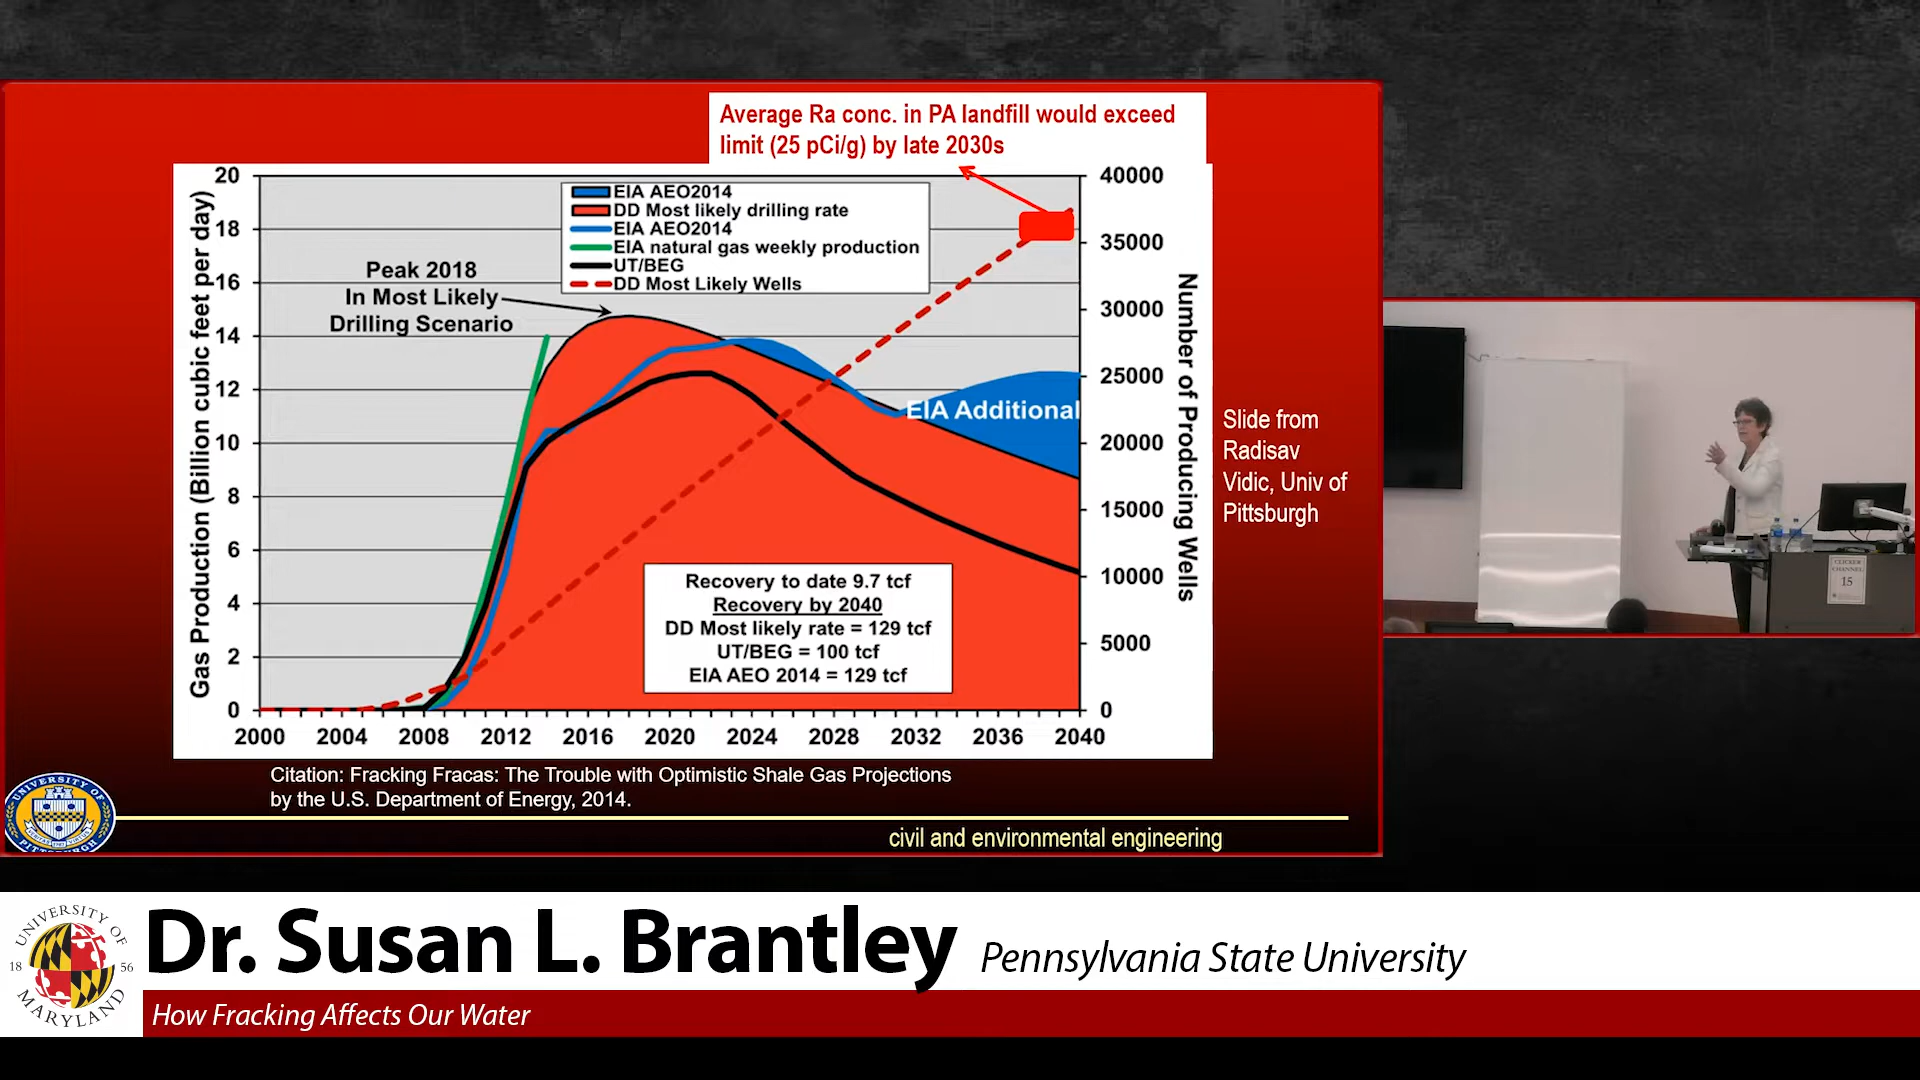 Average Ra conc. in PA landfill would exceed
limit (25 pCi/g) by late 2030s
Gas Production (Billion cubic feet per day)
20
18
16
14
12
10
8
6
4
2
0
EIA AEO2014
DD Most likely drilling rate
EIA AEO2014
EIA natural gas weekly production
UT/BEG
DD Most Likely Wells
Peak 2018
In Most Likely
Drilling Scenario
EIA Additional
Recovery to date 9.7 tcf
Recovery by 2040
DD Most likely rate = 129 tcf
UT/BEG = 100 tcf
EIA AEO 2014 = 129 tcf
40000
35000
30000
25000
20000
15000
10000
5000
0
Number of Producing Wells
2000 2004 2008 2012 2016 2020 2024 2028 2032 2036 2040
Slide from
Radisav
Vidic, Univ of
Pittsburgh
CLICKER
CHANNEL
15
Citation: Fracking Fracas: The Trouble with Optimistic Shale Gas Projections
by the U.S. Department of Energy, 2014.
UNIVERSITY OF
PITTSBURGH
civil and environmental engineering
UNIVERSITY OF
18 56
MARYLAND
Dr. Susan L. Brantley Pennsylvania State University
How Fracking Affects Our Water